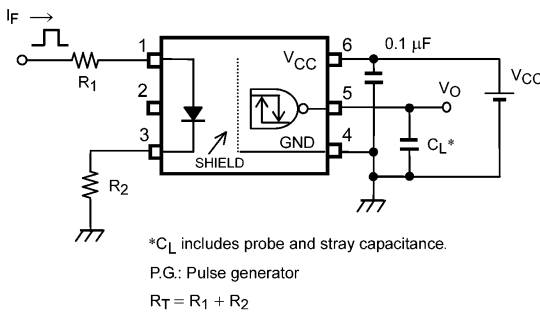 IF →
1
R1
2
3
R2
SHIELD
VCC
GND
6
5
4
0.1 μF
VO
CL*
VCC
*CL includes probe and stray capacitance.
P.G.: Pulse generator
RT = R1 + R2